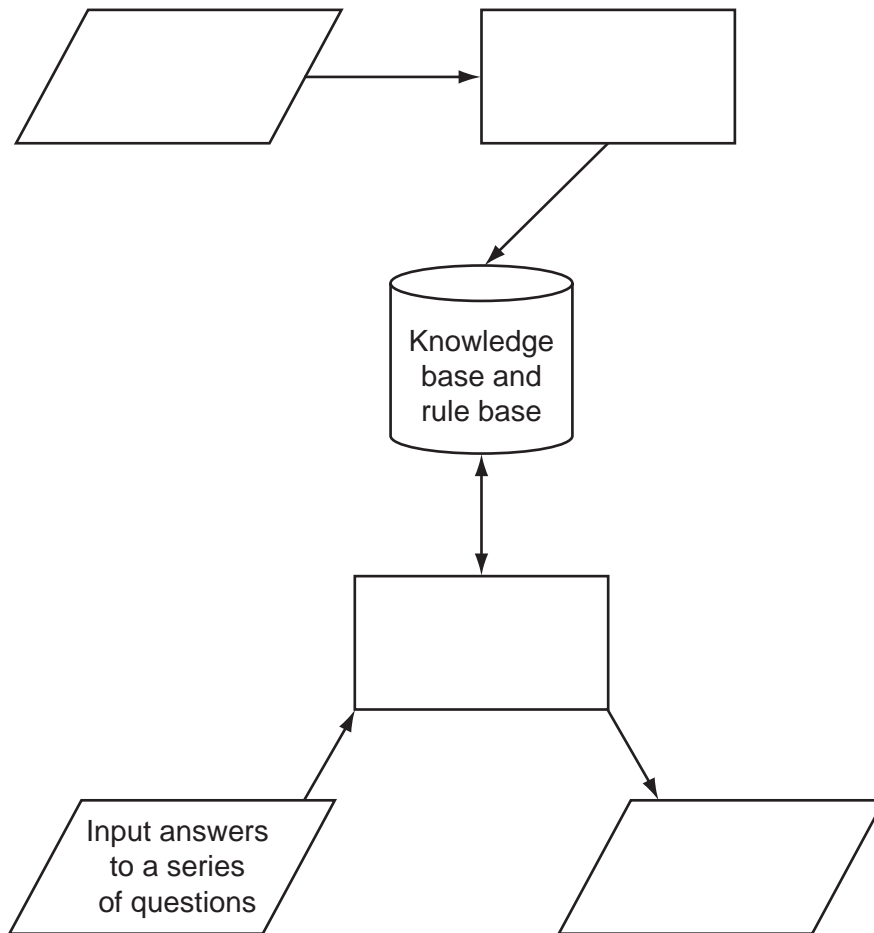 Knowledge
base and
rule base
Input answers
to a series
of questions